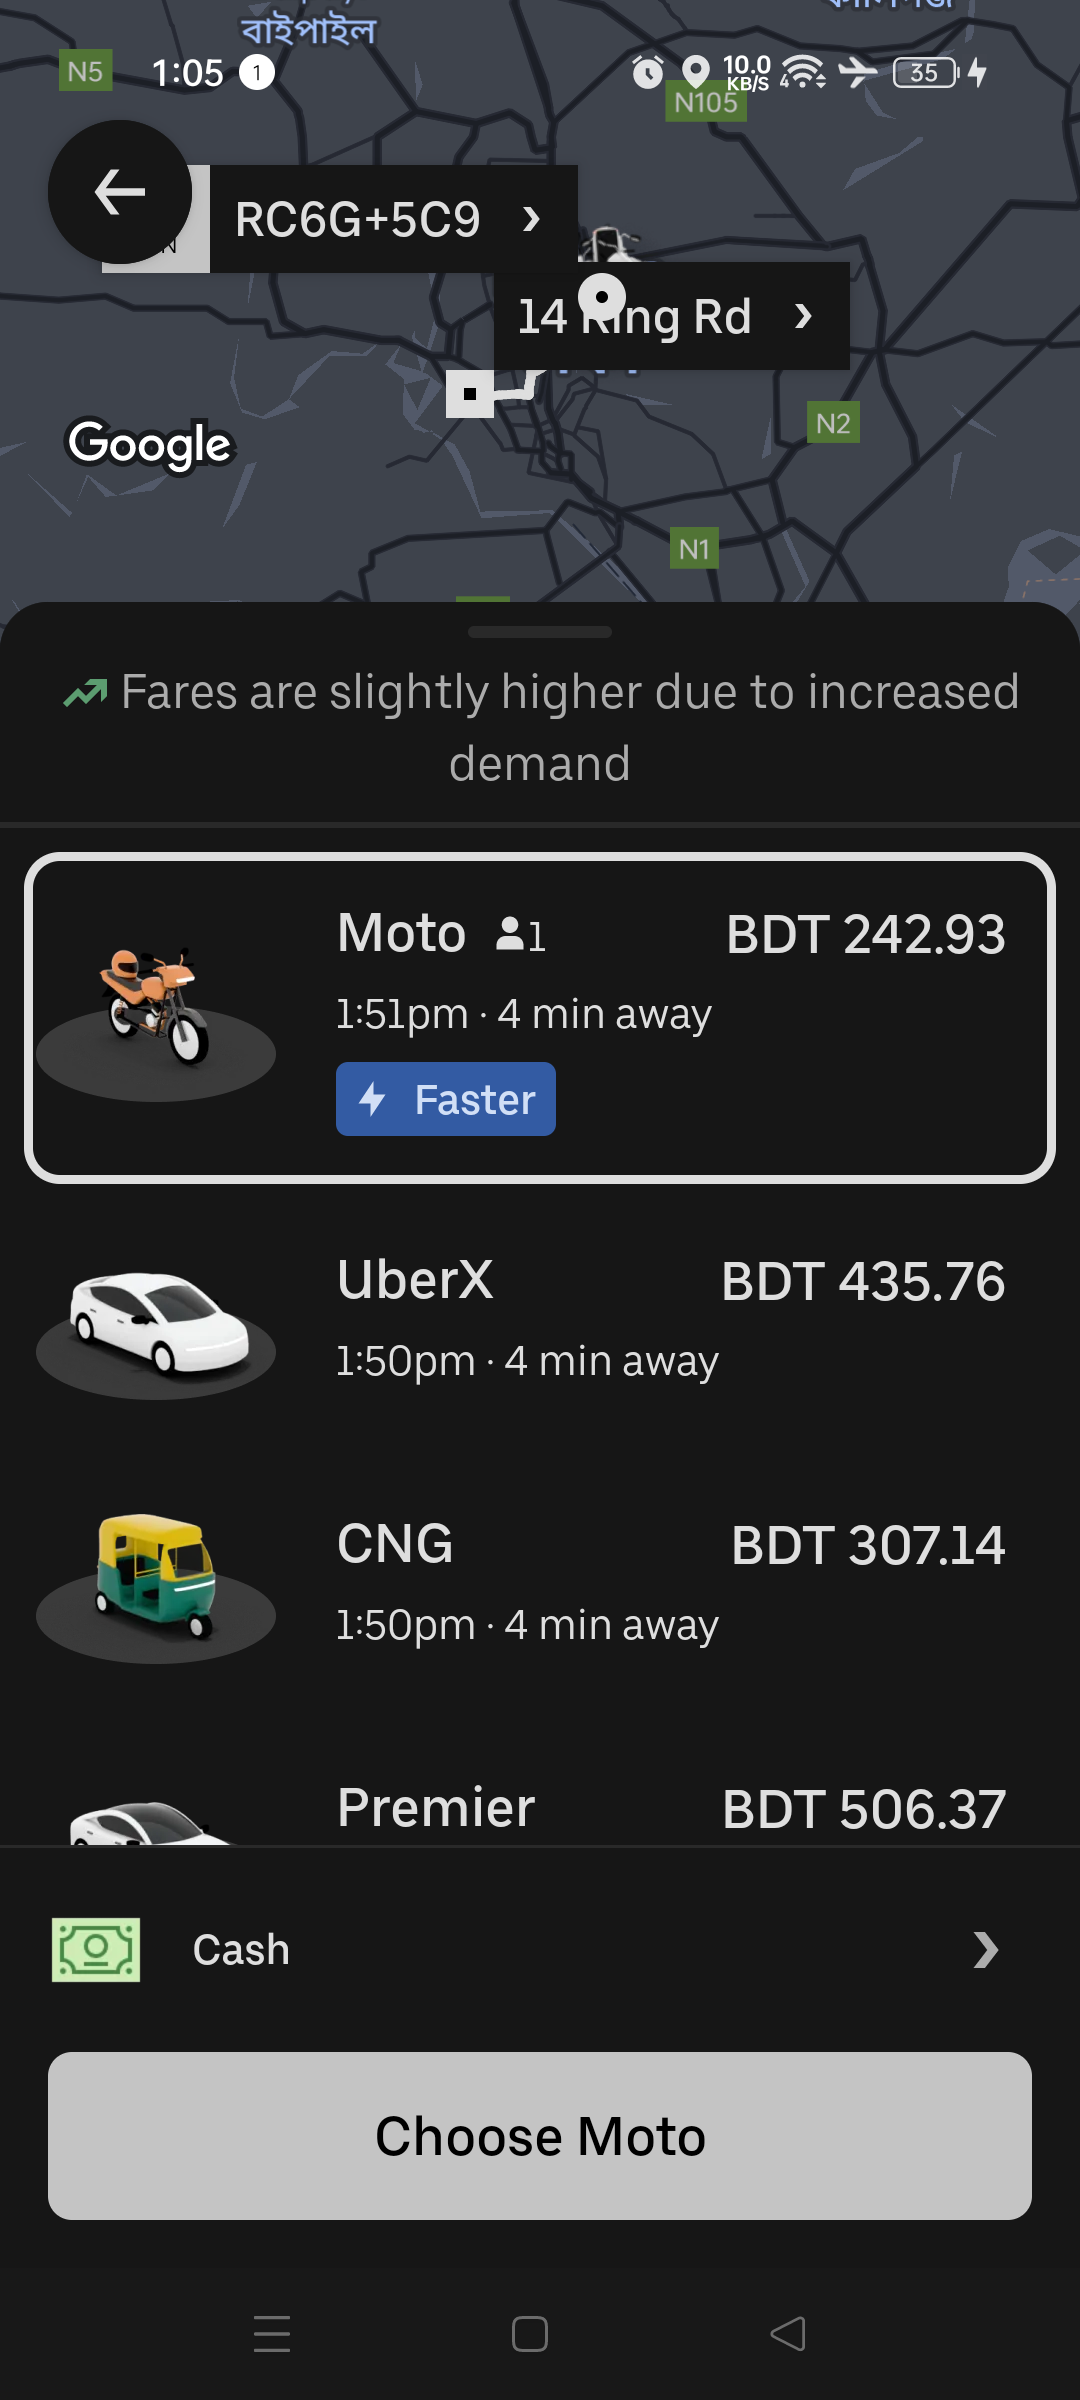 বাইপাইল
N5
1:05
1
10.0
KB/S
4
35
N105
RC6G+5C9
N
14 Ring Rd
N2
Google
N1
Fares are slightly higher due to increased
demand
Moto 1
BDT 242.93
1:51pm · 4 min away
Faster
UberX
BDT 435.76
1:50pm · 4 min away
CNG
BDT 307.14
1:50pm · 4 min away
Premier
BDT 506.37
Cash
Choose Moto